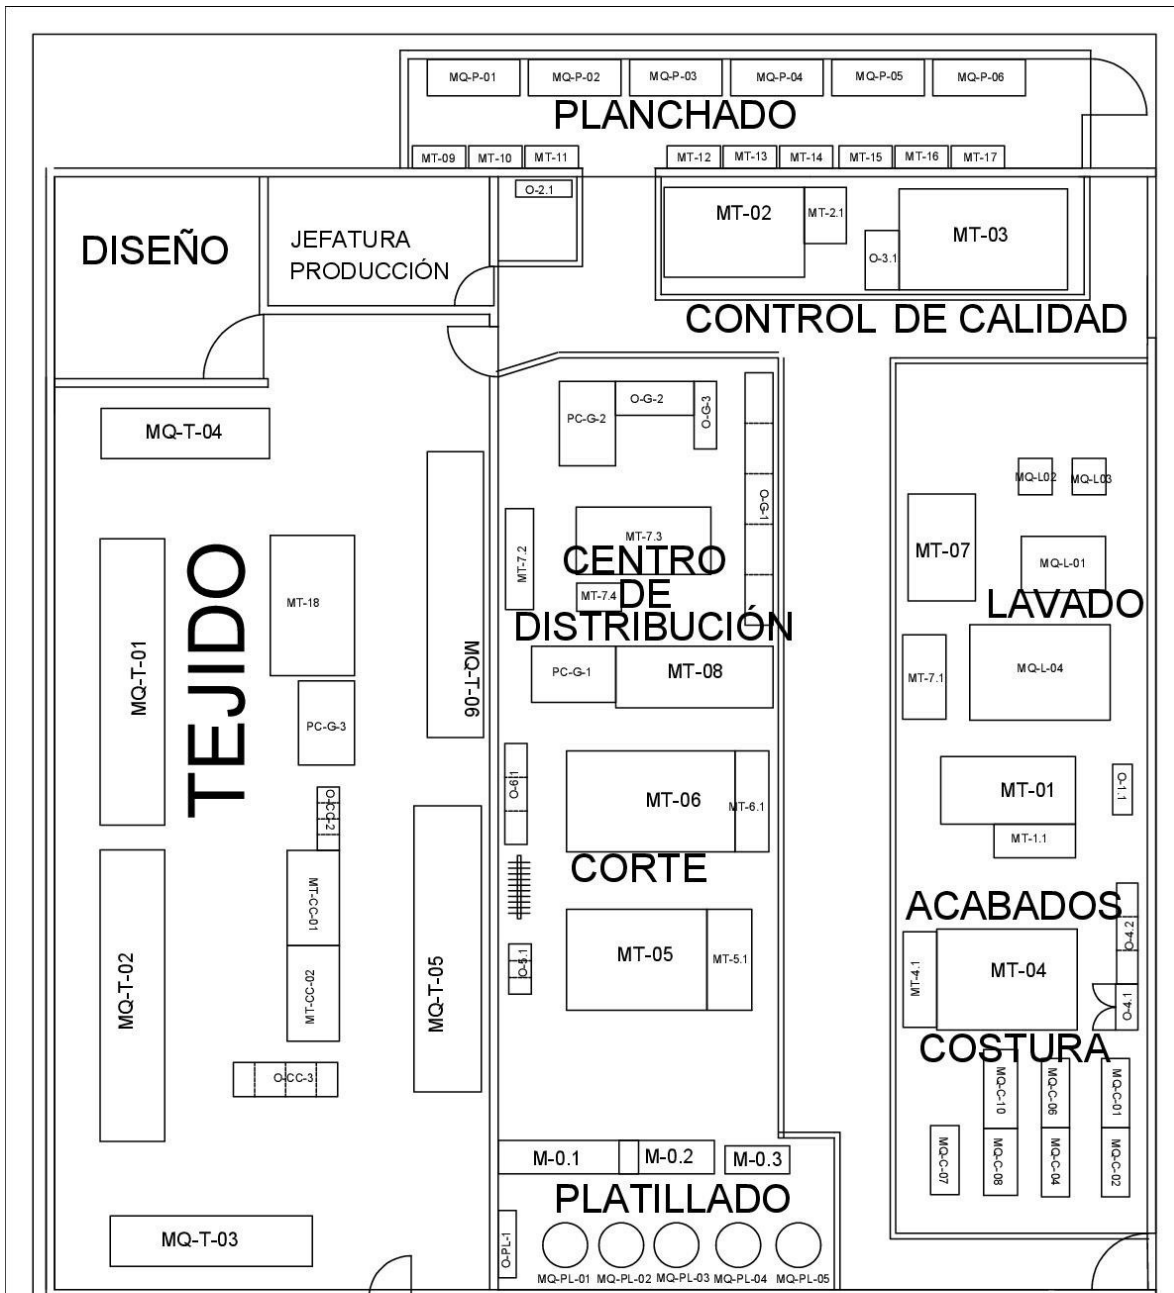 MQ-P-01 MQ-P-02 MQ-P-03 MQ-P-04 MQ-P-05 MQ-P-06
PLANCHADO
MT-09 MT-10 MT-11 MT-12 MT-13 MT-14 MT-15 MT-16 MT-17
O-2.1
MT-02 MT-2.1 MT-03
O-3.1
DISEÑO
JEFATURA
PRODUCCIÓN
CONTROL DE CALIDAD
MQ-T-04
MQ-T-01
TEJIDO
MT-18
PC-G-3
MQ-T-06
O-CC-2
MT-CC-01
MT-CC-02
O-CC-3
MQ-T-02
MQ-T-05
MQ-T-03
PC-G-2
O-G-2
O-G-3
O-G-1
MT-7.2
MT-7.3
CENTRO
MT-7.4
DE
DISTRIBUCIÓN
PC-G-1 MT-08
O-6.1
MT-06 MT-6.1
CORTE
O-5.1
MT-05 MT-5.1
M-0.1 M-0.2 M-0.3
PLATILLADO
O-PL-1
MQ-PL-01 MQ-PL-02 MQ-PL-03 MQ-PL-04 MQ-PL-05
MQ-L02 MQ-L03
MT-07
MQ-L-01
LAVADO
MT-7.1
MQ-L-04
MT-01
O-1.1
MT-1.1
ACABADOS
O-4.2
MT-4.1
MT-04
O-4.1
COSTURA
MQ-C-10 MQ-C-06 MQ-C-01
MQ-C-07 MQ-C-08 MQ-C-04 MQ-C-02